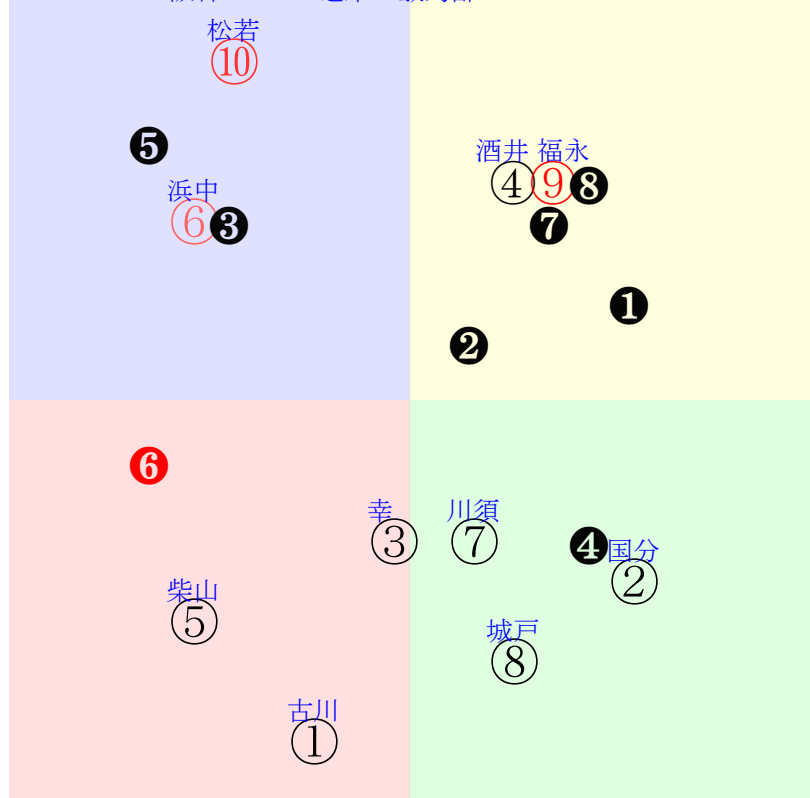 松若
⑩
❺
酒井 福永
④⑨❽
浜中
⑥❸
❼
❶
❷
❻
幸 川須
③ ⑦
❹ 国分
②
柴山
⑤
城戸
⑧
古川
①